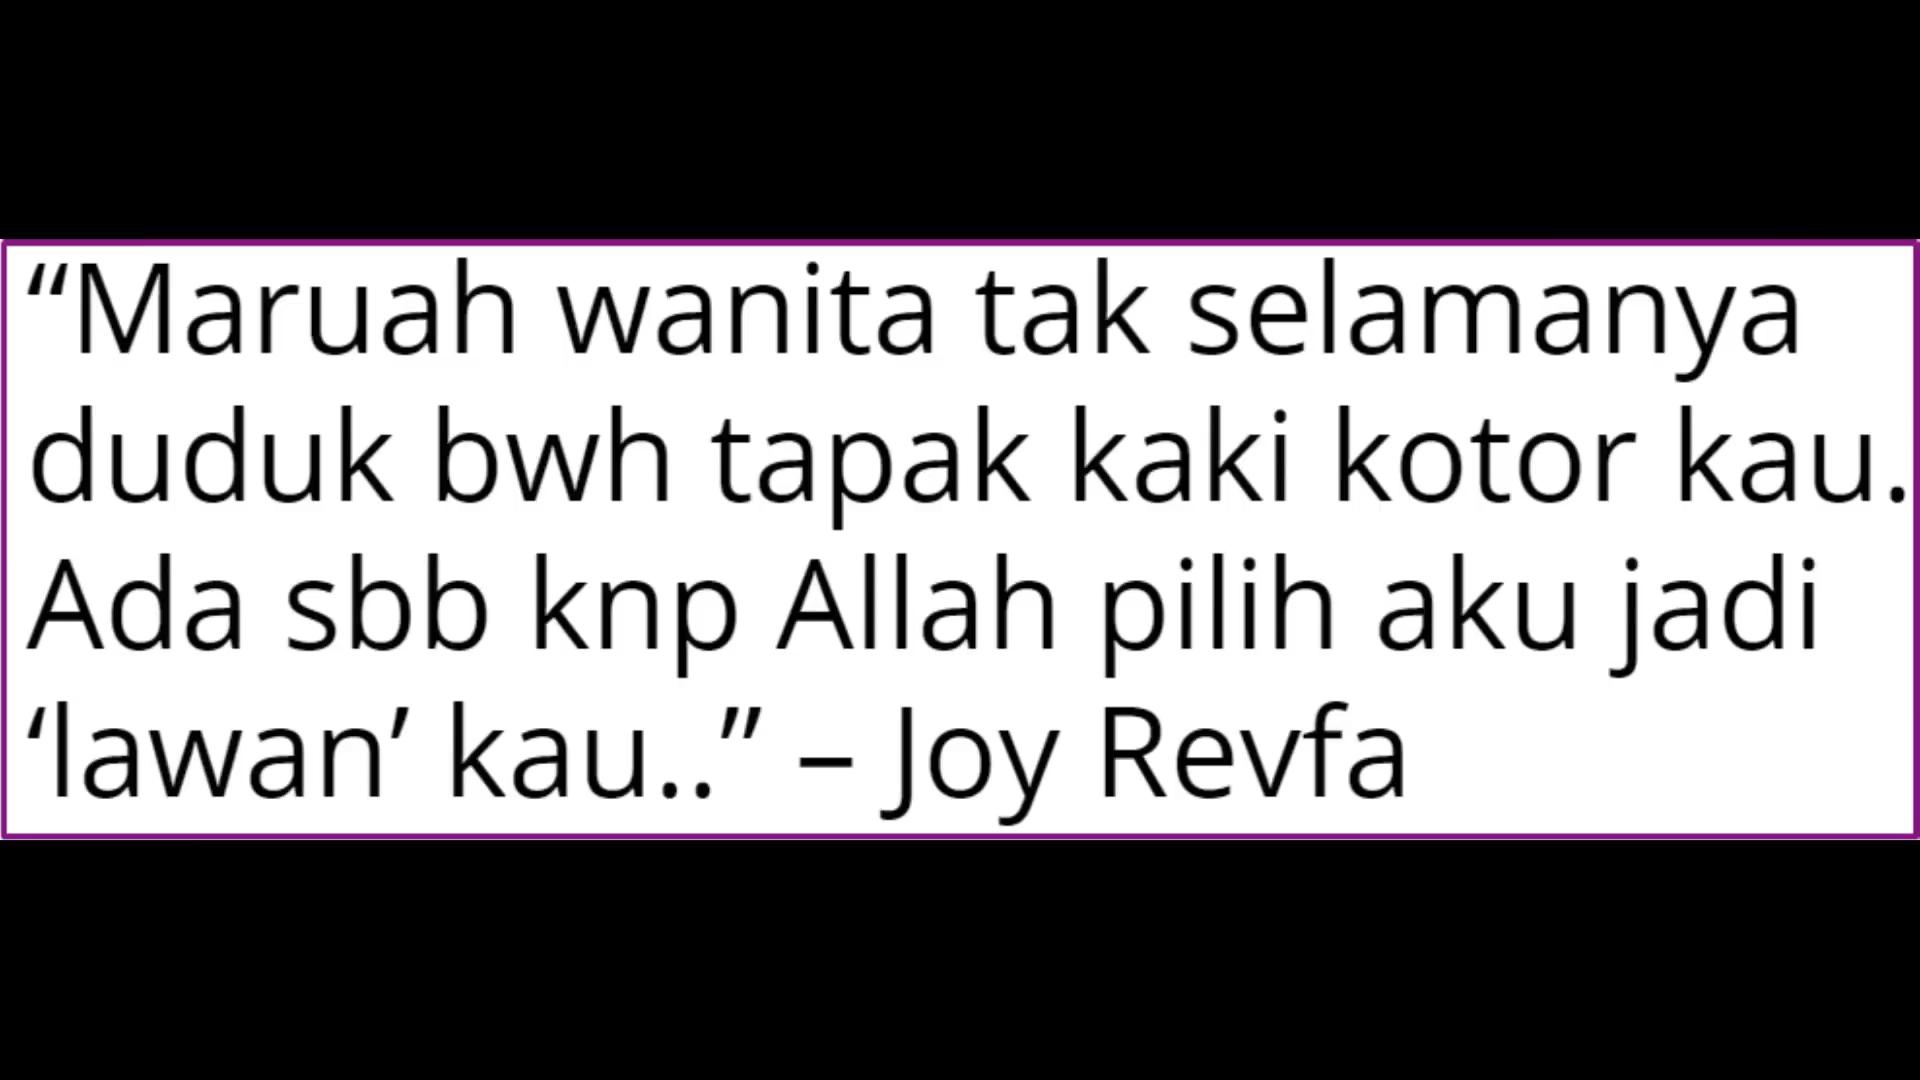 “Maruah wanita tak selamanya
duduk bwh tapak kaki kotor kau.
Ada sbb knp Allah pilih aku jadi
‘lawan’ kau..” – Joy Revfa